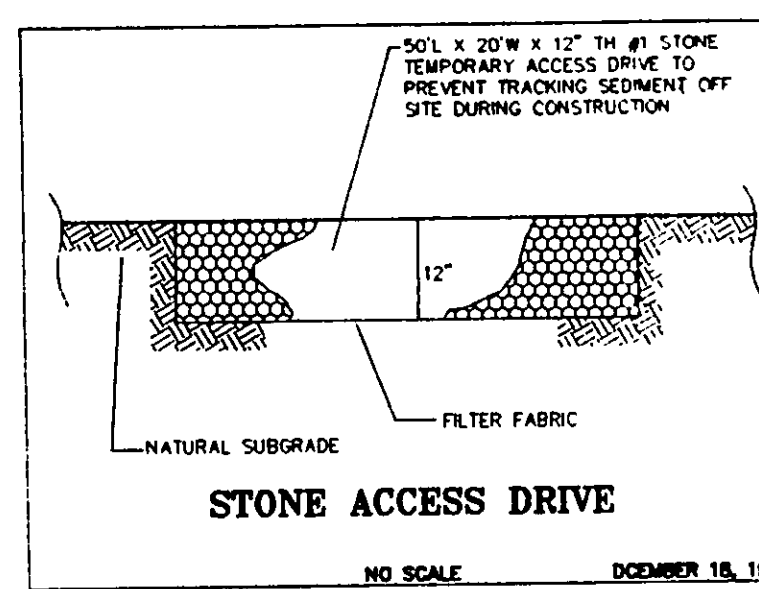 50'L X 20'W X 12" TH #1 STONE
TEMPORARY ACCESS DRIVE TO
PREVENT TRACKING SEDIMENT OFF
SITE DURING CONSTRUCTION
12"
FILTER FABRIC
NATURAL SUBGRADE
STONE ACCESS DRIVE
NO SCALE
DCEMBER 18, 19